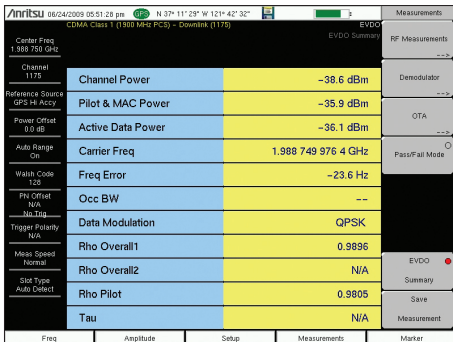 Anritsu 06/24/2009 05:51:28 pm GPS N 37° 11' 29" W 121° 42' 32"
Measurements
CDMA Class 1 (1900 MHz PCS) - Downlink (1175)
EVDO
EVDO Summary
Center Freq
1.988 750 GHz
Channel
1175
Reference Source
GPS Hi Accy
Power Offset
0.0 dB
Auto Range
On
Walsh Code
128
PN Offset
N/A
No Trig
Trigger Polarity
N/A
Meas Speed
Normal
Slot Type
Auto Detect
Channel Power -38.6 dBm
Pilot & MAC Power -35.9 dBm
Active Data Power -36.1 dBm
Carrier Freq 1.988 749 976 4 GHz
Freq Error -23.6 Hz
Occ BW --
Data Modulation QPSK
Rho Overall1 0.9896
Rho Overall2 N/A
Rho Pilot 0.9805
Tau N/A
RF Measurements
-->
Demodulator
-->
OTA
-->
Pass/Fail Mode
EVDO
Summary
Save
Measurement
Freq Amplitude Setup Measurements Marker